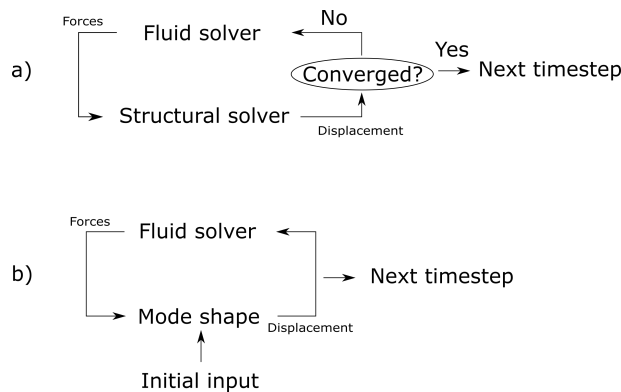 Forces
No
Fluid solver
Yes
a)
Converged?
Next timestep
Structural solver
Displacement
Forces
Fluid solver
b)
Next timestep
Mode shape
Displacement
Initial input